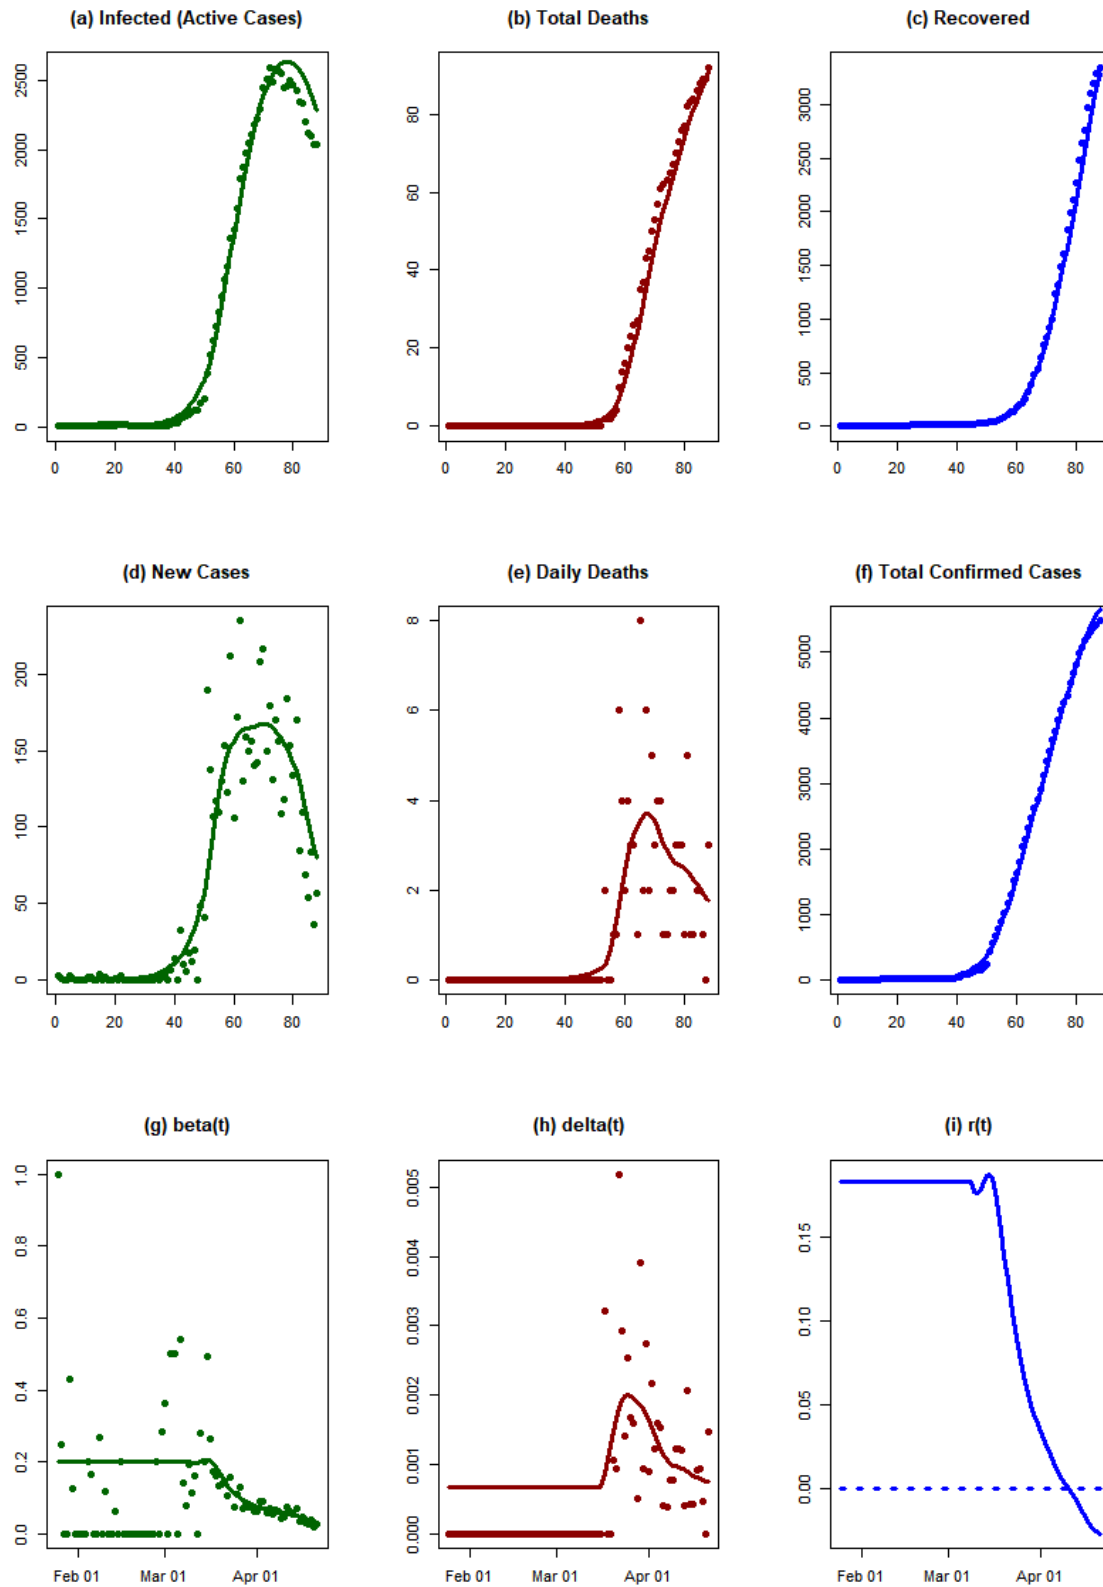 (a) Infected (Active Cases)
(b) Total Deaths
(c) Recovered
2500
2000
1500
1000
500
0
0 20 40 60 80
80
60
40
20
0
0 20 40 60 80
3000
2500
2000
1500
1000
500
0
0 20 40 60 80
(d) New Cases
(e) Daily Deaths
(f) Total Confirmed Cases
200
150
100
50
0
0 20 40 60 80
8
6
4
2
0
0 20 40 60 80
5000
4000
3000
2000
1000
0
0 20 40 60 80
(g) beta(t)
(h) delta(t)
(i) r(t)
1.0
0.8
0.6
0.4
0.2
0.0
Feb 01 Mar 01 Apr 01
0.005
0.004
0.003
0.002
0.001
0.000
Feb 01 Mar 01 Apr 01
0.15
0.10
0.05
0.00
Feb 01 Mar 01 Apr 01